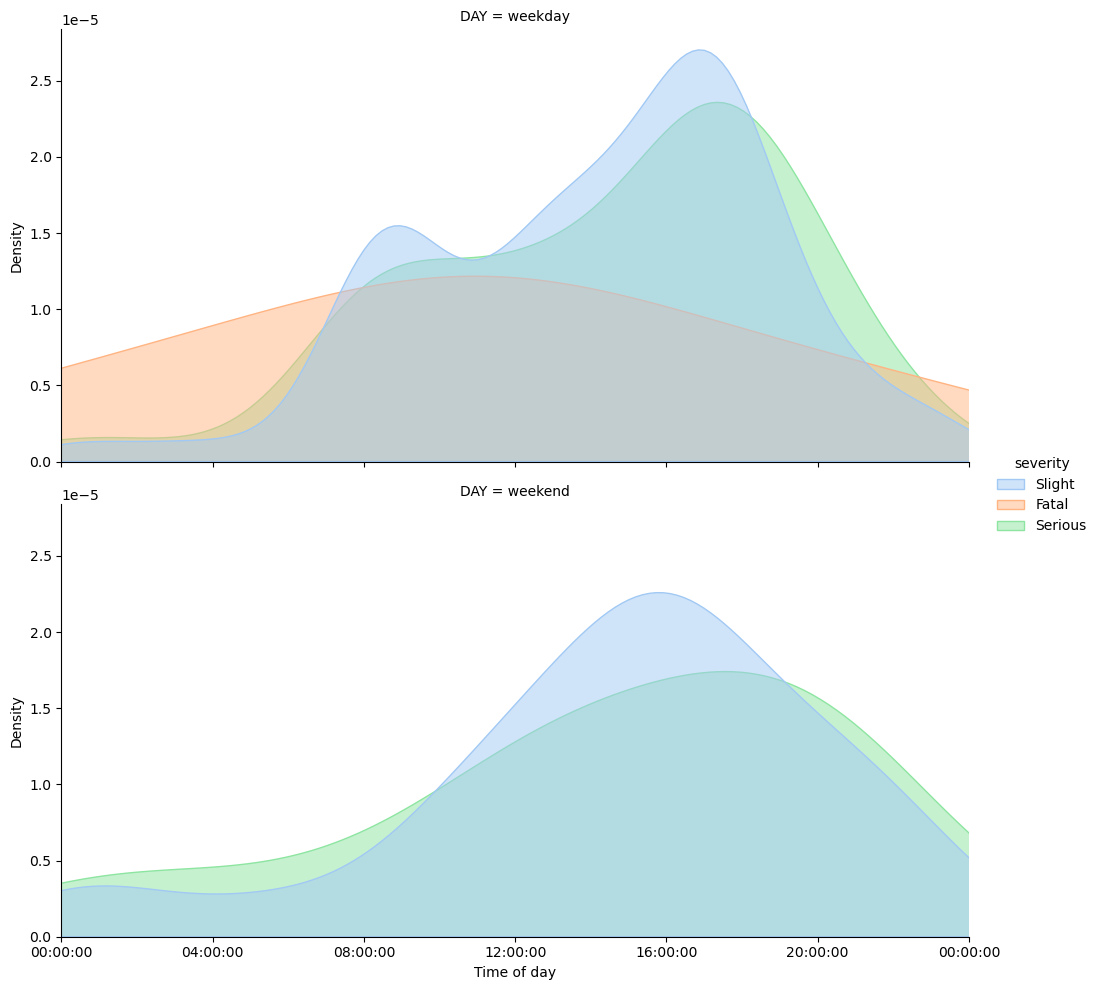 DAY = weekday
1e−5
2.5
2.0
1.5
1.0
0.5
0.0
Density
severity
Slight
Fatal
Serious
DAY = weekend
1e−5
2.5
2.0
1.5
1.0
0.5
0.0
Density
00:00:00 04:00:00 08:00:00 12:00:00 16:00:00 20:00:00 00:00:00
Time of day